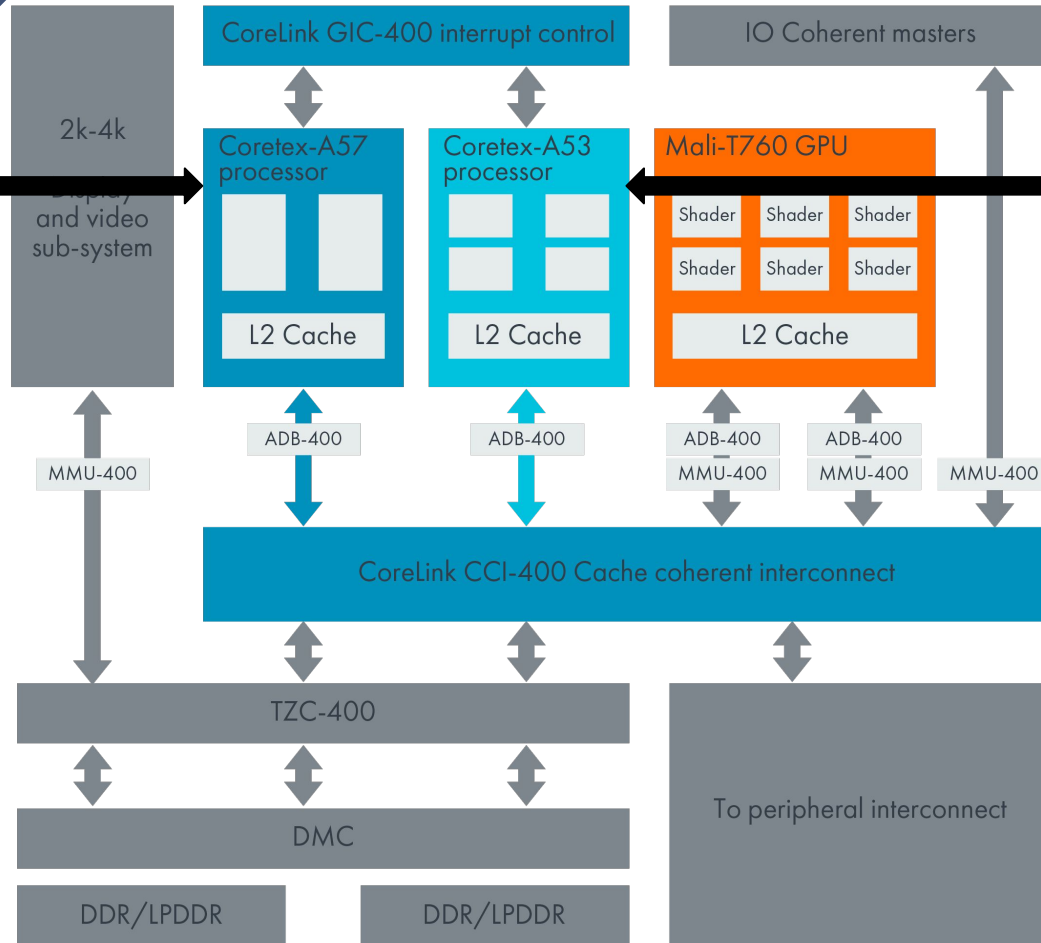 CoreLink GIC-400 interrupt control
IO Coherent masters
2k-4k
Display
and video
sub-system
Coretex-A57
processor
L2 Cache
Coretex-A53
processor
L2 Cache
Mali-T760 GPU
Shader
Shader
Shader
Shader
Shader
Shader
L2 Cache
MMU-400
ADB-400
ADB-400
ADB-400
MMU-400
ADB-400
MMU-400
MMU-400
CoreLink CCI-400 Cache coherent interconnect
TZC-400
To peripheral interconnect
DMC
DDR/LPDDR
DDR/LPDDR